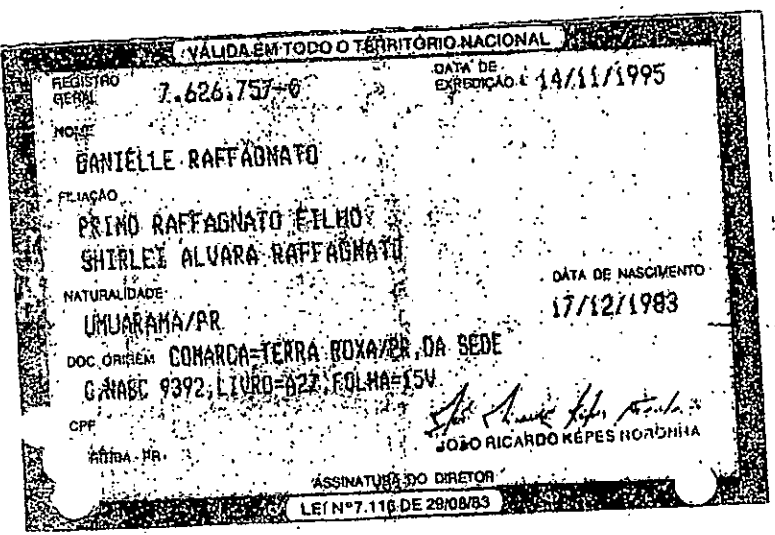 VÁLIDA EM TODO O TERRITÓRIO NACIONAL
REGISTRO GERAL 7.626.757-0 DATA DE EXPEDIÇÃO 14/11/1995
NOME
DANIELLE RAFFAGNATO
FILIAÇÃO
PRIMO RAFFAGNATO FILHO
SHIRLEI ALVARA RAFFAGNATO
NATURALIDADE DATA DE NASCIMENTO
UMUARAMA/PR 17/12/1983
DOC ORIGEM COMARCA=TERRA ROXA/PR, DA SEDE
C.NASC 9392, LIVRO=A27, FOLHA=15V
CPF
JOÃO RICARDO KÉPES NORONHA
ASSINATURA DO DIRETOR
LEI Nº 7.116 DE 29/08/83